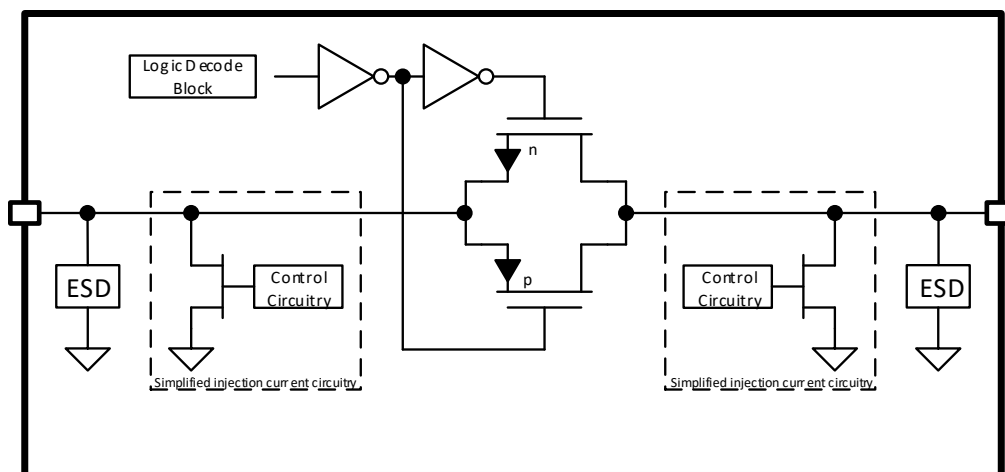 Logic Decode
Block
n
p
ESD
Control
Circuitry
Simplified injection current circuitry
Control
Circuitry
ESD
Simplified injection current circuitry